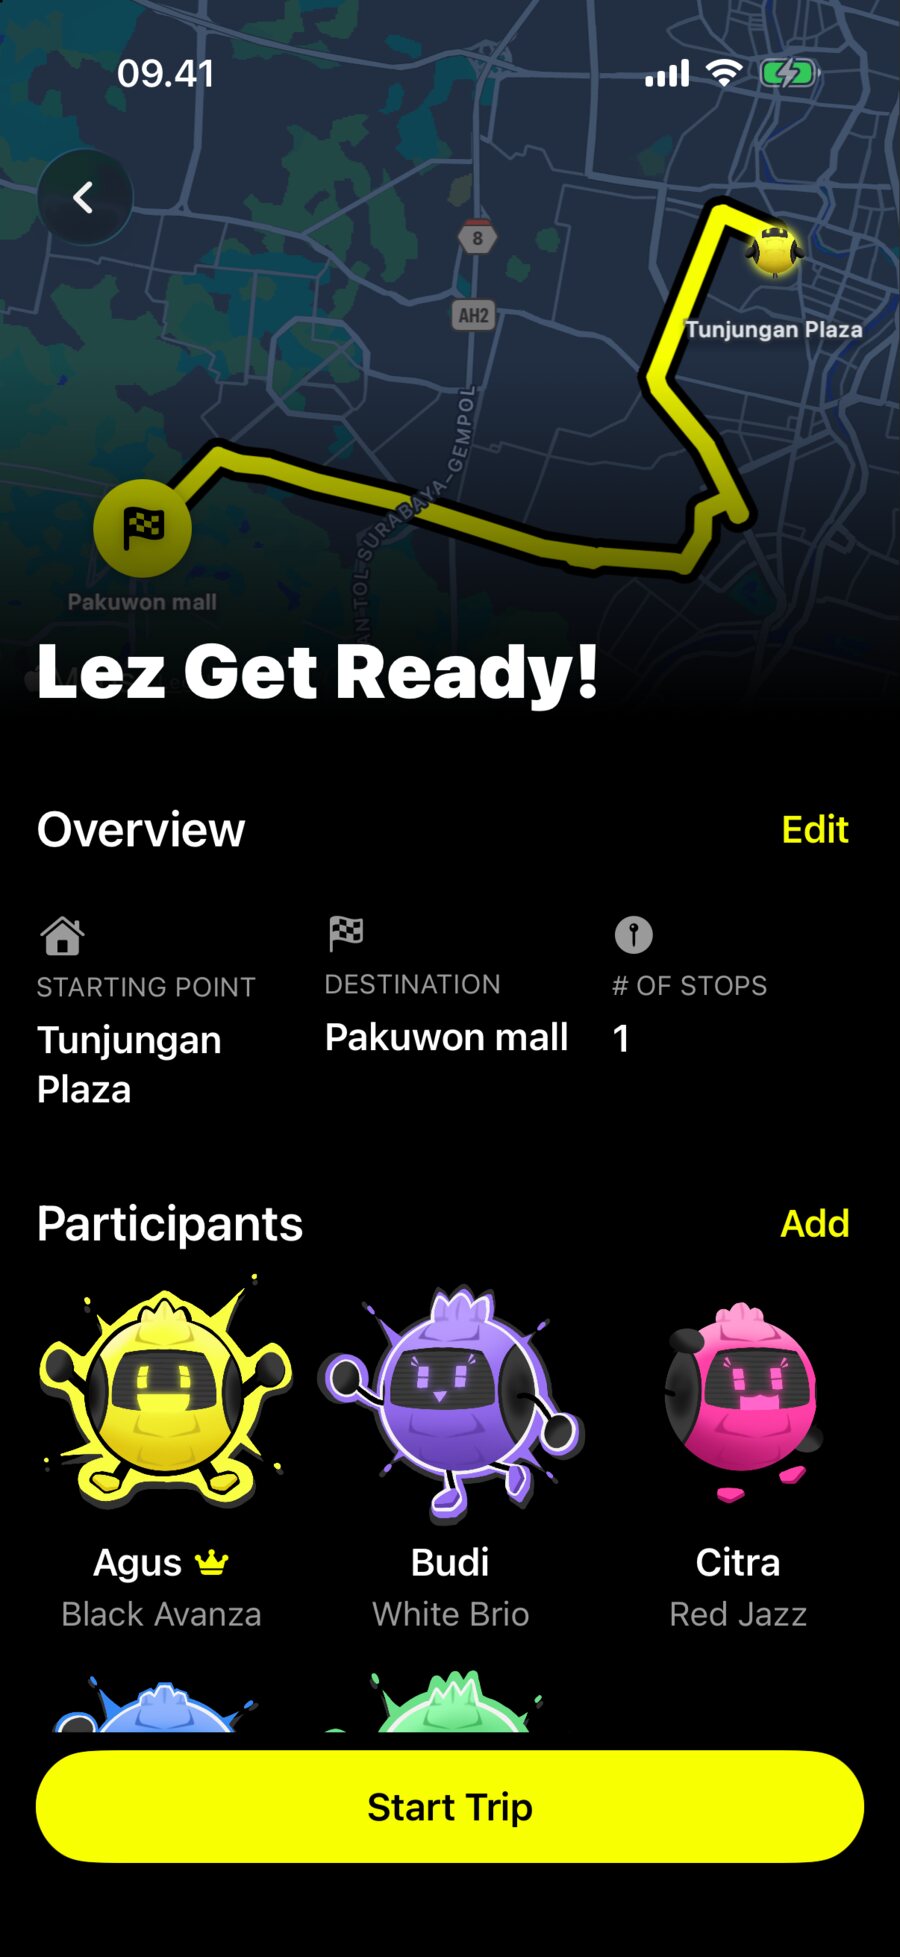 09.41
8
AH2
Tunjungan Plaza
SURABAYA-GEMPOL
Pakuwon mall
Lez Get Ready!
Overview
Edit
STARTING POINT
DESTINATION
# OF STOPS
Tunjungan
Plaza
Pakuwon mall
1
Participants
Add
Agus
Budi
Citra
Black Avanza
White Brio
Red Jazz
Start Trip